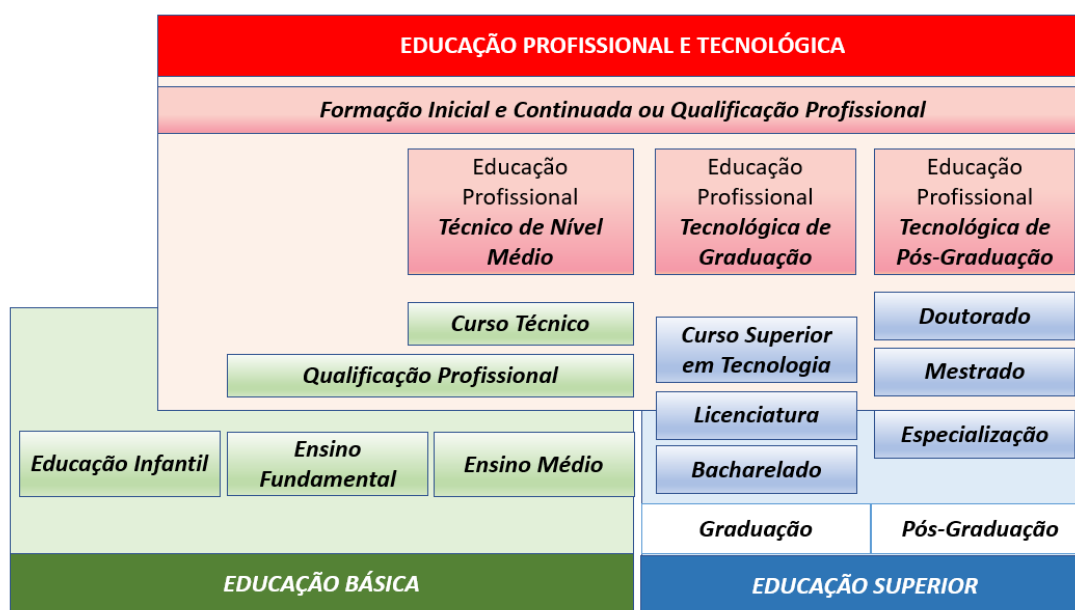 EDUCAÇÃO PROFISSIONAL E TECNOLÓGICA
Formação Inicial e Continuada ou Qualificação Profissional
Educação
Profissional
Técnico de Nível
Médio
Educação
Profissional
Tecnológica de
Graduação
Educação
Profissional
Tecnológica de
Pós-Graduação
Curso Técnico
Qualificação Profissional
Curso Superior
em Tecnologia
Doutorado
Mestrado
Licenciatura
Especialização
Educação Infantil
Ensino
Fundamental
Ensino Médio
Bacharelado
Graduação
Pós-Graduação
EDUCAÇÃO BÁSICA
EDUCAÇÃO SUPERIOR